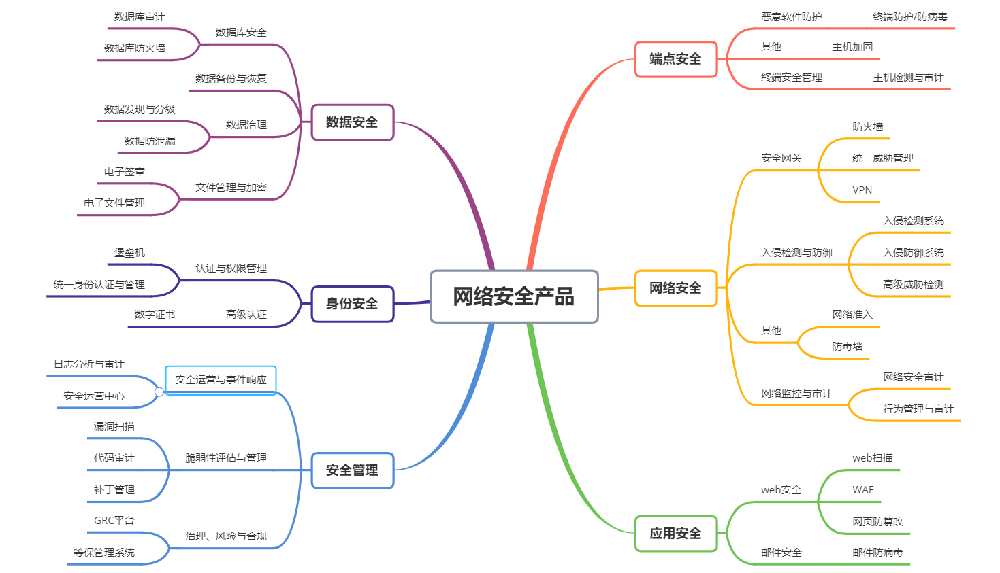 网络安全产品
端点安全
恶意软件防护
终端防护/防病毒
其他
主机加固
终端安全管理
主机检测与审计
网络安全
安全网关
防火墙
统一威胁管理
VPN
入侵检测与防御
入侵检测系统
入侵防御系统
高级威胁检测
其他
网络准入
防毒墙
网络监控与审计
网络安全审计
行为管理与审计
应用安全
web安全
web扫描
WAF
网页防篡改
邮件安全
邮件防病毒
数据安全
数据库安全
数据库审计
数据库防火墙
数据备份与恢复
数据治理
数据发现与分级
数据防泄漏
文件管理与加密
电子签章
电子文件管理
身份安全
认证与权限管理
堡垒机
统一身份认证与管理
高级认证
数字证书
安全管理
安全运营与事件响应
日志分析与审计
安全运营中心
脆弱性评估与管理
漏洞扫描
代码审计
补丁管理
治理、风险与合规
GRC平台
等保管理系统